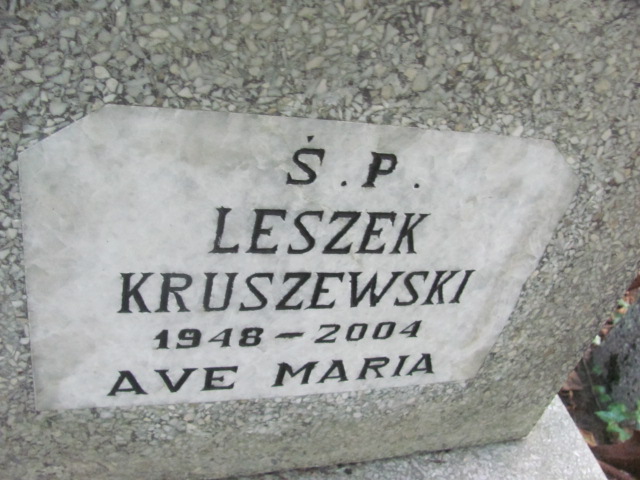 Ś.P.
LESZEK
KRUSZEWSKI
1948 – 2004
AVE MARIA